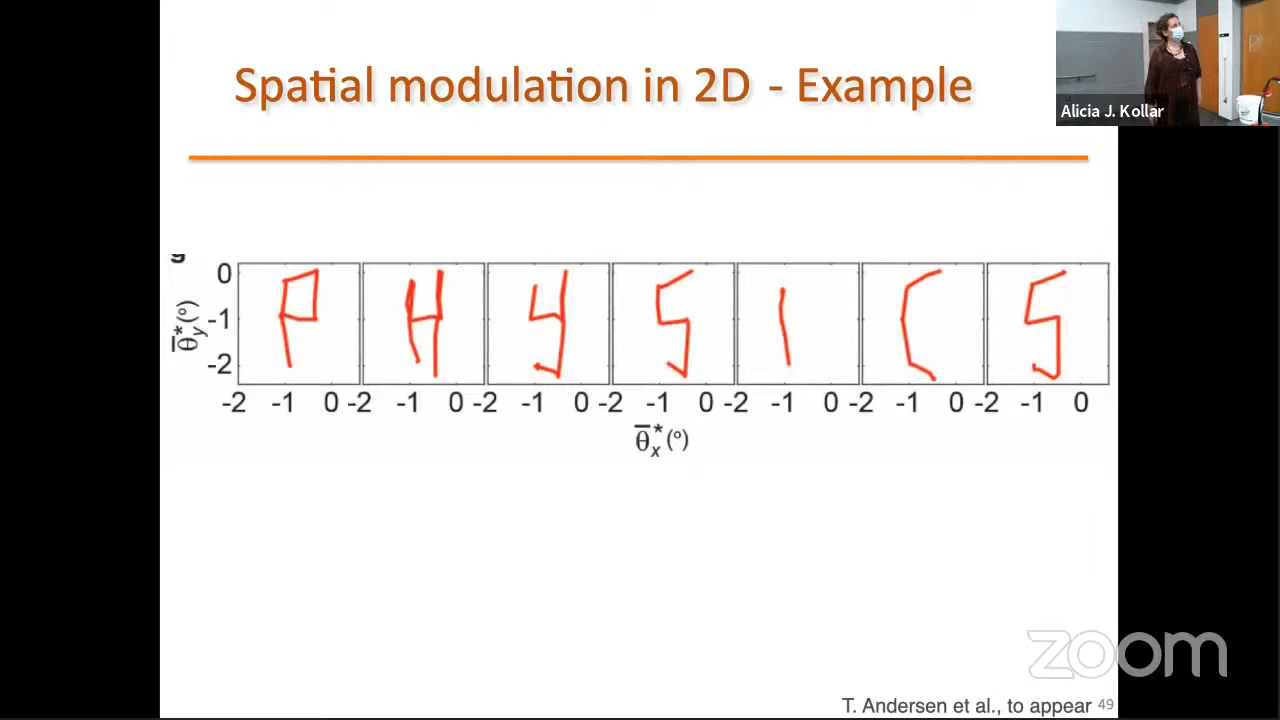 Spatial modulation in 2D - Example
Alicia J. Kollar
g
0
-1
-2
θ̅*y(º)
P H Y S I C S
-2 -1 0 -2 -1 0 -2 -1 0 -2 -1 0 -2 -1 0 -2 -1 0 -2 -1 0
θ̅*x(º)
zoom
T. Andersen et al., to appear 49